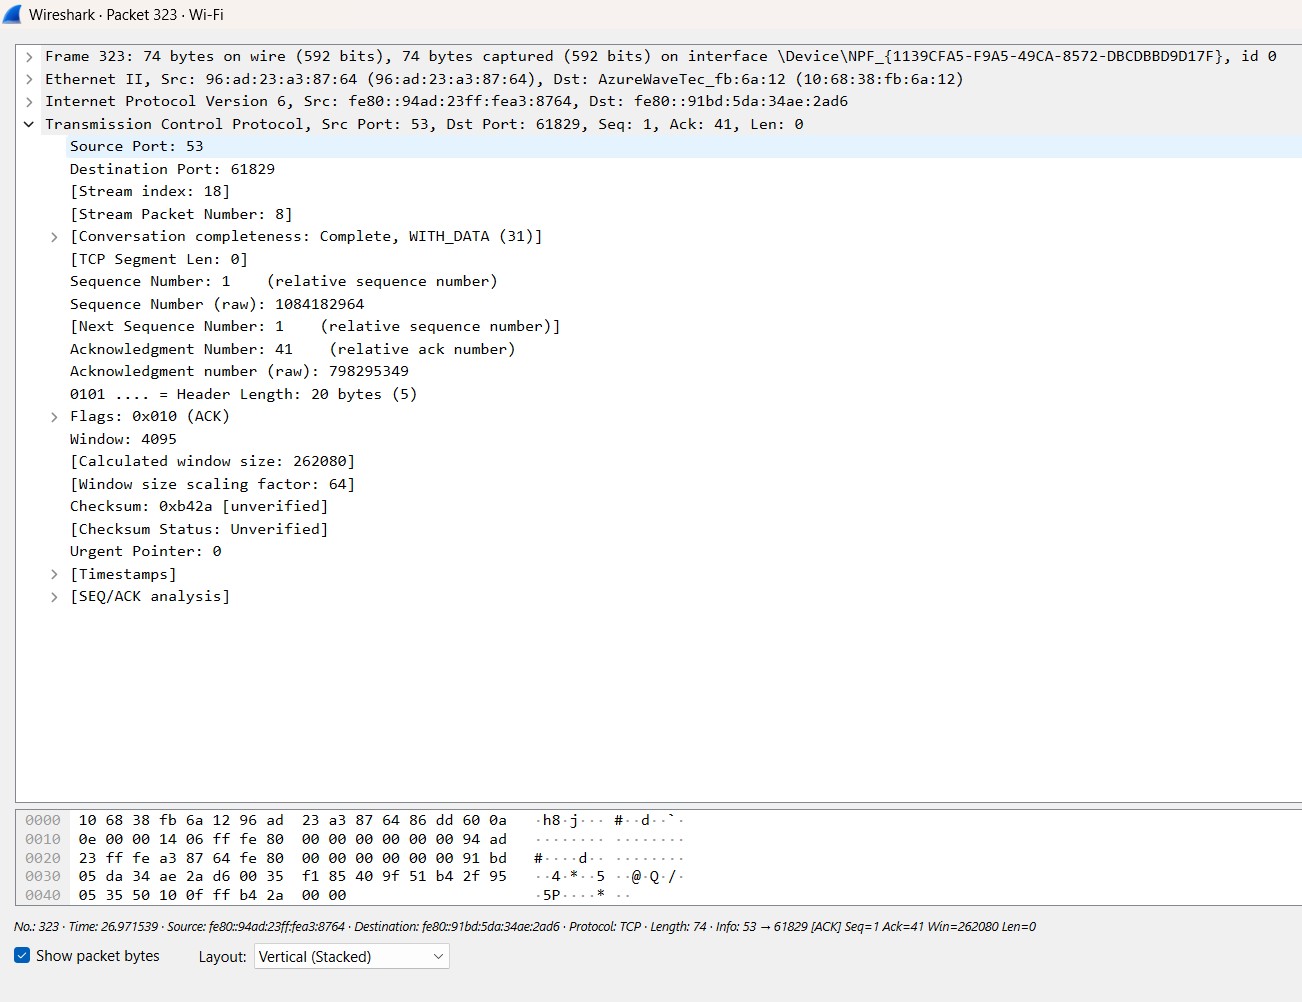 Wireshark · Packet 323 · Wi-Fi
Frame 323: 74 bytes on wire (592 bits), 74 bytes captured (592 bits) on interface \Device\NPF_{1139CFA5-F9A5-49CA-8572-DBCDBBD9D17F}, id 0
Ethernet II, Src: 96:ad:23:a3:87:64 (96:ad:23:a3:87:64), Dst: AzureWaveTec_fb:6a:12 (10:68:38:fb:6a:12)
Internet Protocol Version 6, Src: fe80::94ad:23ff:fea3:8764, Dst: fe80::91bd:5da:34ae:2ad6
Transmission Control Protocol, Src Port: 53, Dst Port: 61829, Seq: 1, Ack: 41, Len: 0
Source Port: 53
Destination Port: 61829
[Stream index: 18]
[Stream Packet Number: 8]
[Conversation completeness: Complete, WITH_DATA (31)]
[TCP Segment Len: 0]
Sequence Number: 1    (relative sequence number)
Sequence Number (raw): 1084182964
[Next Sequence Number: 1    (relative sequence number)]
Acknowledgment Number: 41    (relative ack number)
Acknowledgment number (raw): 798295349
0101 .... = Header Length: 20 bytes (5)
Flags: 0x010 (ACK)
Window: 4095
[Calculated window size: 262080]
[Window size scaling factor: 64]
Checksum: 0xb42a [unverified]
[Checksum Status: Unverified]
Urgent Pointer: 0
[Timestamps]
[SEQ/ACK analysis]
0000  10 68 38 fb 6a 12 96 ad  23 a3 87 64 86 dd 60 0a   ·h8·j··· #··d··`·
0010  0e 00 00 14 06 ff fe 80  00 00 00 00 00 00 94 ad   ········ ········
0020  23 ff fe a3 87 64 fe 80  00 00 00 00 00 00 91 bd   #····d·· ········
0030  05 da 34 ae 2a d6 00 35  f1 85 40 9f 51 b4 2f 95   ··4·*··5 ··@·Q·/·
0040  05 35 50 10 0f ff b4 2a  00 00   ·5P····* ··
No.: 323 · Time: 26.971539 · Source: fe80::94ad:23ff:fea3:8764 · Destination: fe80::91bd:5da:34ae:2ad6 · Protocol: TCP · Length: 74 · Info: 53 → 61829 [ACK] Seq=1 Ack=41 Win=262080 Len=0
Show packet bytes    Layout: Vertical (Stacked)